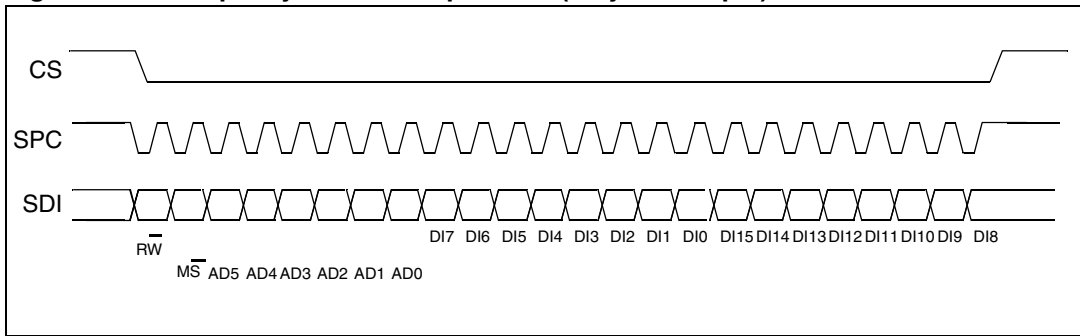 CS
SPC
SDI
DI7 DI6 DI5 DI4 DI3 DI2 DI1 DI0 DI15 DI14 DI13 DI12 DI11 DI10 DI9 DI8
RW̅
MS̅ AD5 AD4 AD3 AD2 AD1 AD0